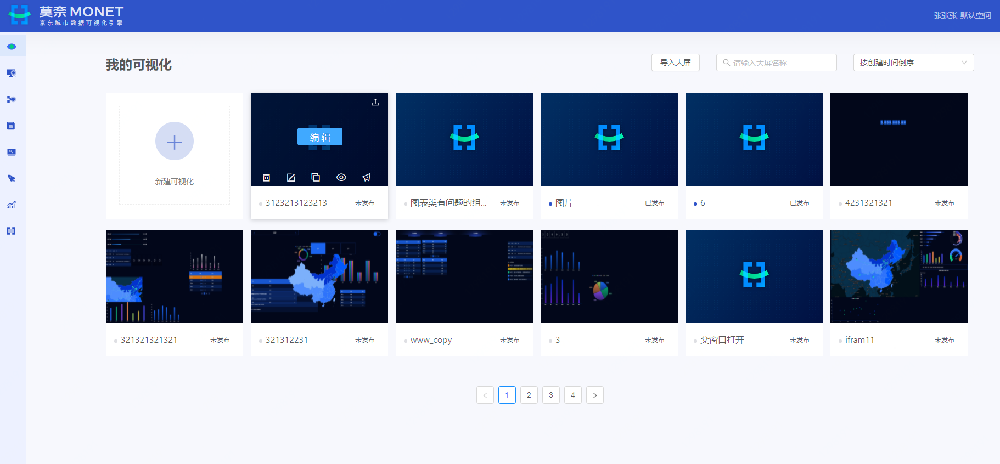 莫奈 MONET
京东城市数据可视化引擎
张张张_默认空间
我的可视化
导入大屏
请输入大屏名称
按创建时间倒序
新建可视化
编辑
3123213123213
未发布
图表类有问题的组...
未发布
图片
已发布
6
已发布
4231321321
未发布
321321321321
未发布
321312231
未发布
www_copy
未发布
3
未发布
父窗口打开
未发布
ifram11
未发布
<
1
2
3
4
>